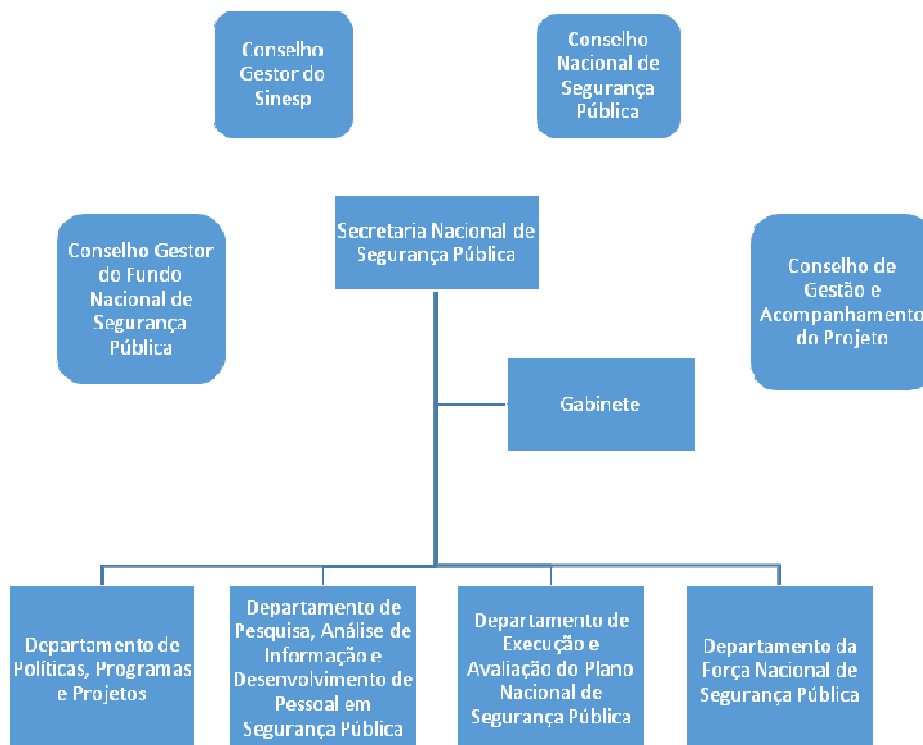 Conselho
Gestor do
Sinesp
Conselho
Nacional de
Segurança
Pública
Secretaria Nacional de
Segurança Pública
Conselho Gestor
do Fundo
Nacional de
Segurança
Pública
Conselho de
Gestão e
Acompanhamento
do Projeto
Gabinete
Departamento de
Políticas, Programas
e Projetos
Departamento de
Pesquisa, Análise de
Informação e
Desenvolvimento de
Pessoal em
Segurança Pública
Departamento de
Execução e
Avaliação do Plano
Nacional de
Segurança Pública
Departamento da
Força Nacional de
Segurança Pública